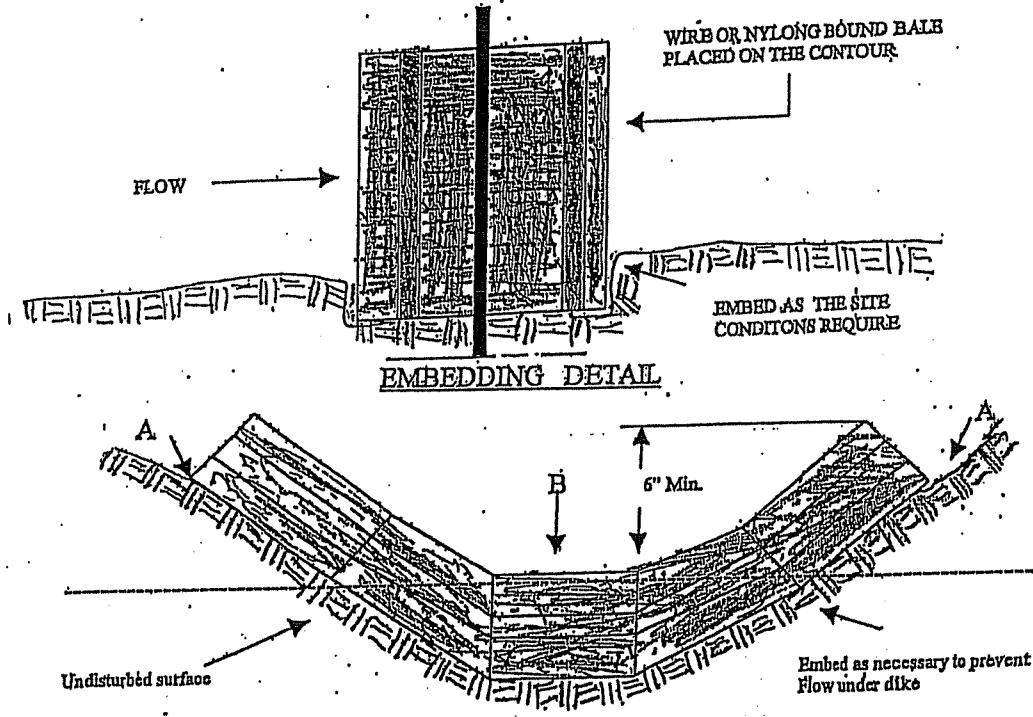 WIRE OR NYLONG BOUND BALE
PLACED ON THE CONTOUR
FLOW
EMBED AS THE SITE
CONDITONS REQUIRE
EMBEDDING DETAIL
A
A
B
6" Min.
Undisturbed surface
Embed as necessary to prevent
Flow under dike